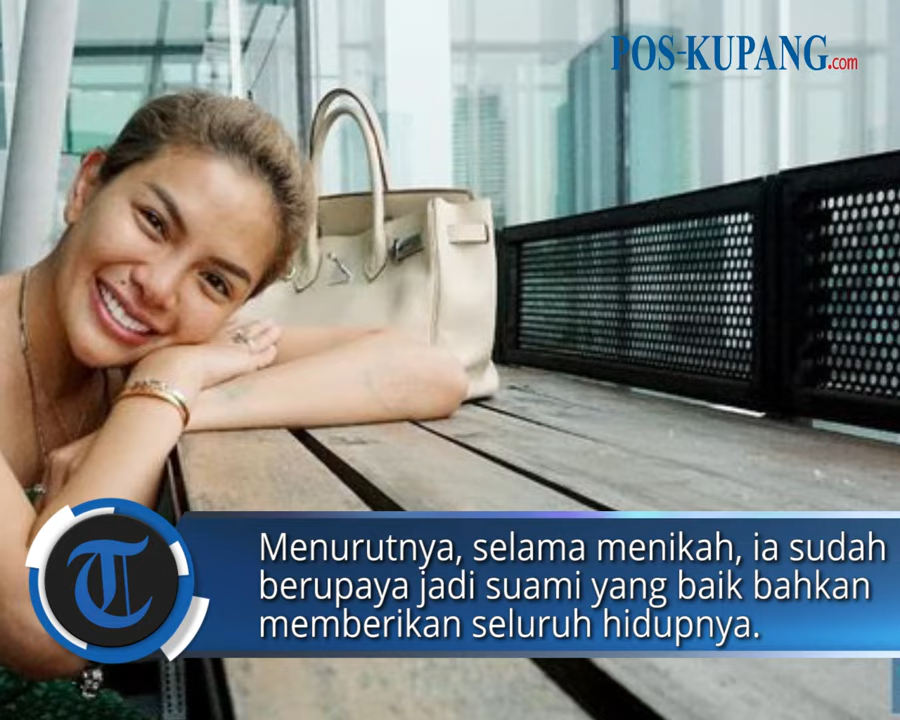 POS-KUPANG.com
Menurutnya, selama menikah, ia sudah
berupaya jadi suami yang baik bahkan
memberikan seluruh hidupnya.
T